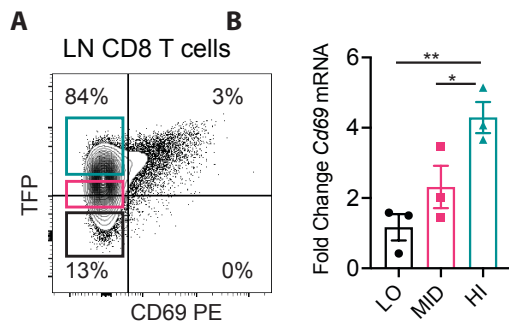 A
LN CD8 T cells
84%
3%
13%
0%
TFP
CD69 PE
B
**
*
Fold Change Cd69 mRNA
6
4
2
0
LO
MID
HI